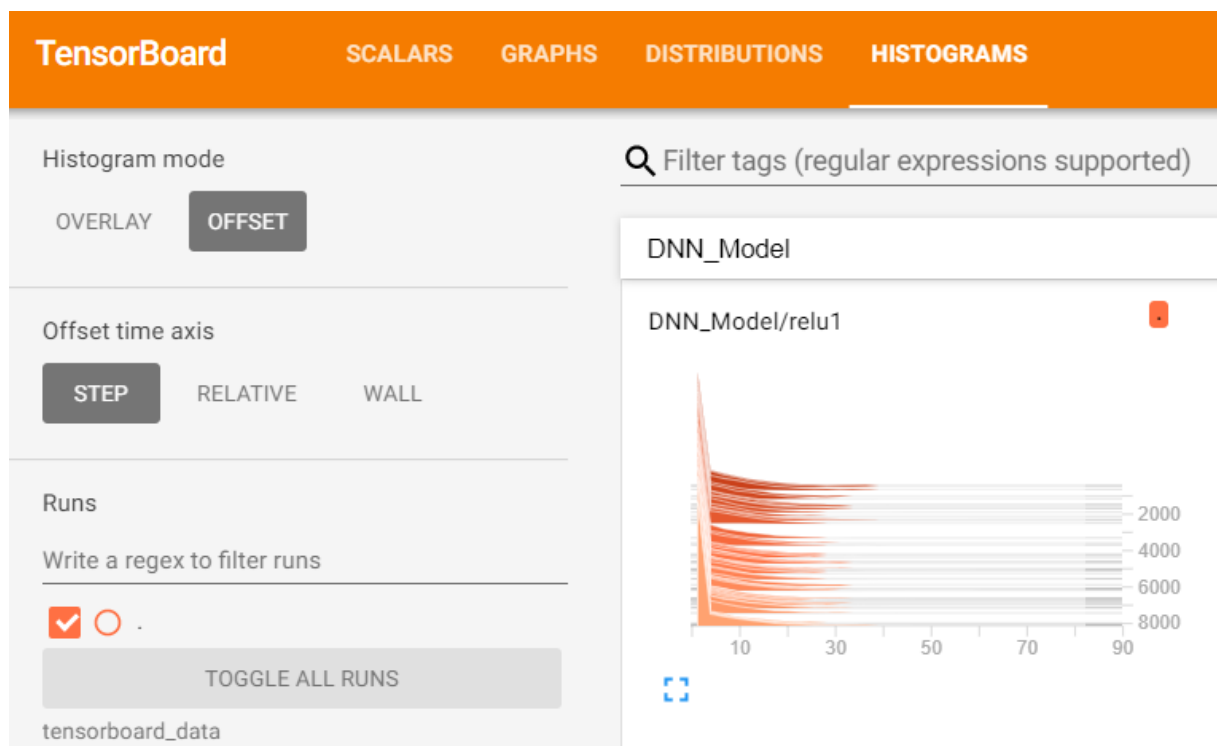 TensorBoard SCALARS GRAPHS DISTRIBUTIONS HISTOGRAMS
Histogram mode
OVERLAY OFFSET
Offset time axis
STEP RELATIVE WALL
Runs
Write a regex to filter runs
.
TOGGLE ALL RUNS
tensorboard_data
Filter tags (regular expressions supported)
DNN_Model
DNN_Model/relu1
.
2000
4000
6000
8000
10 30 50 70 90